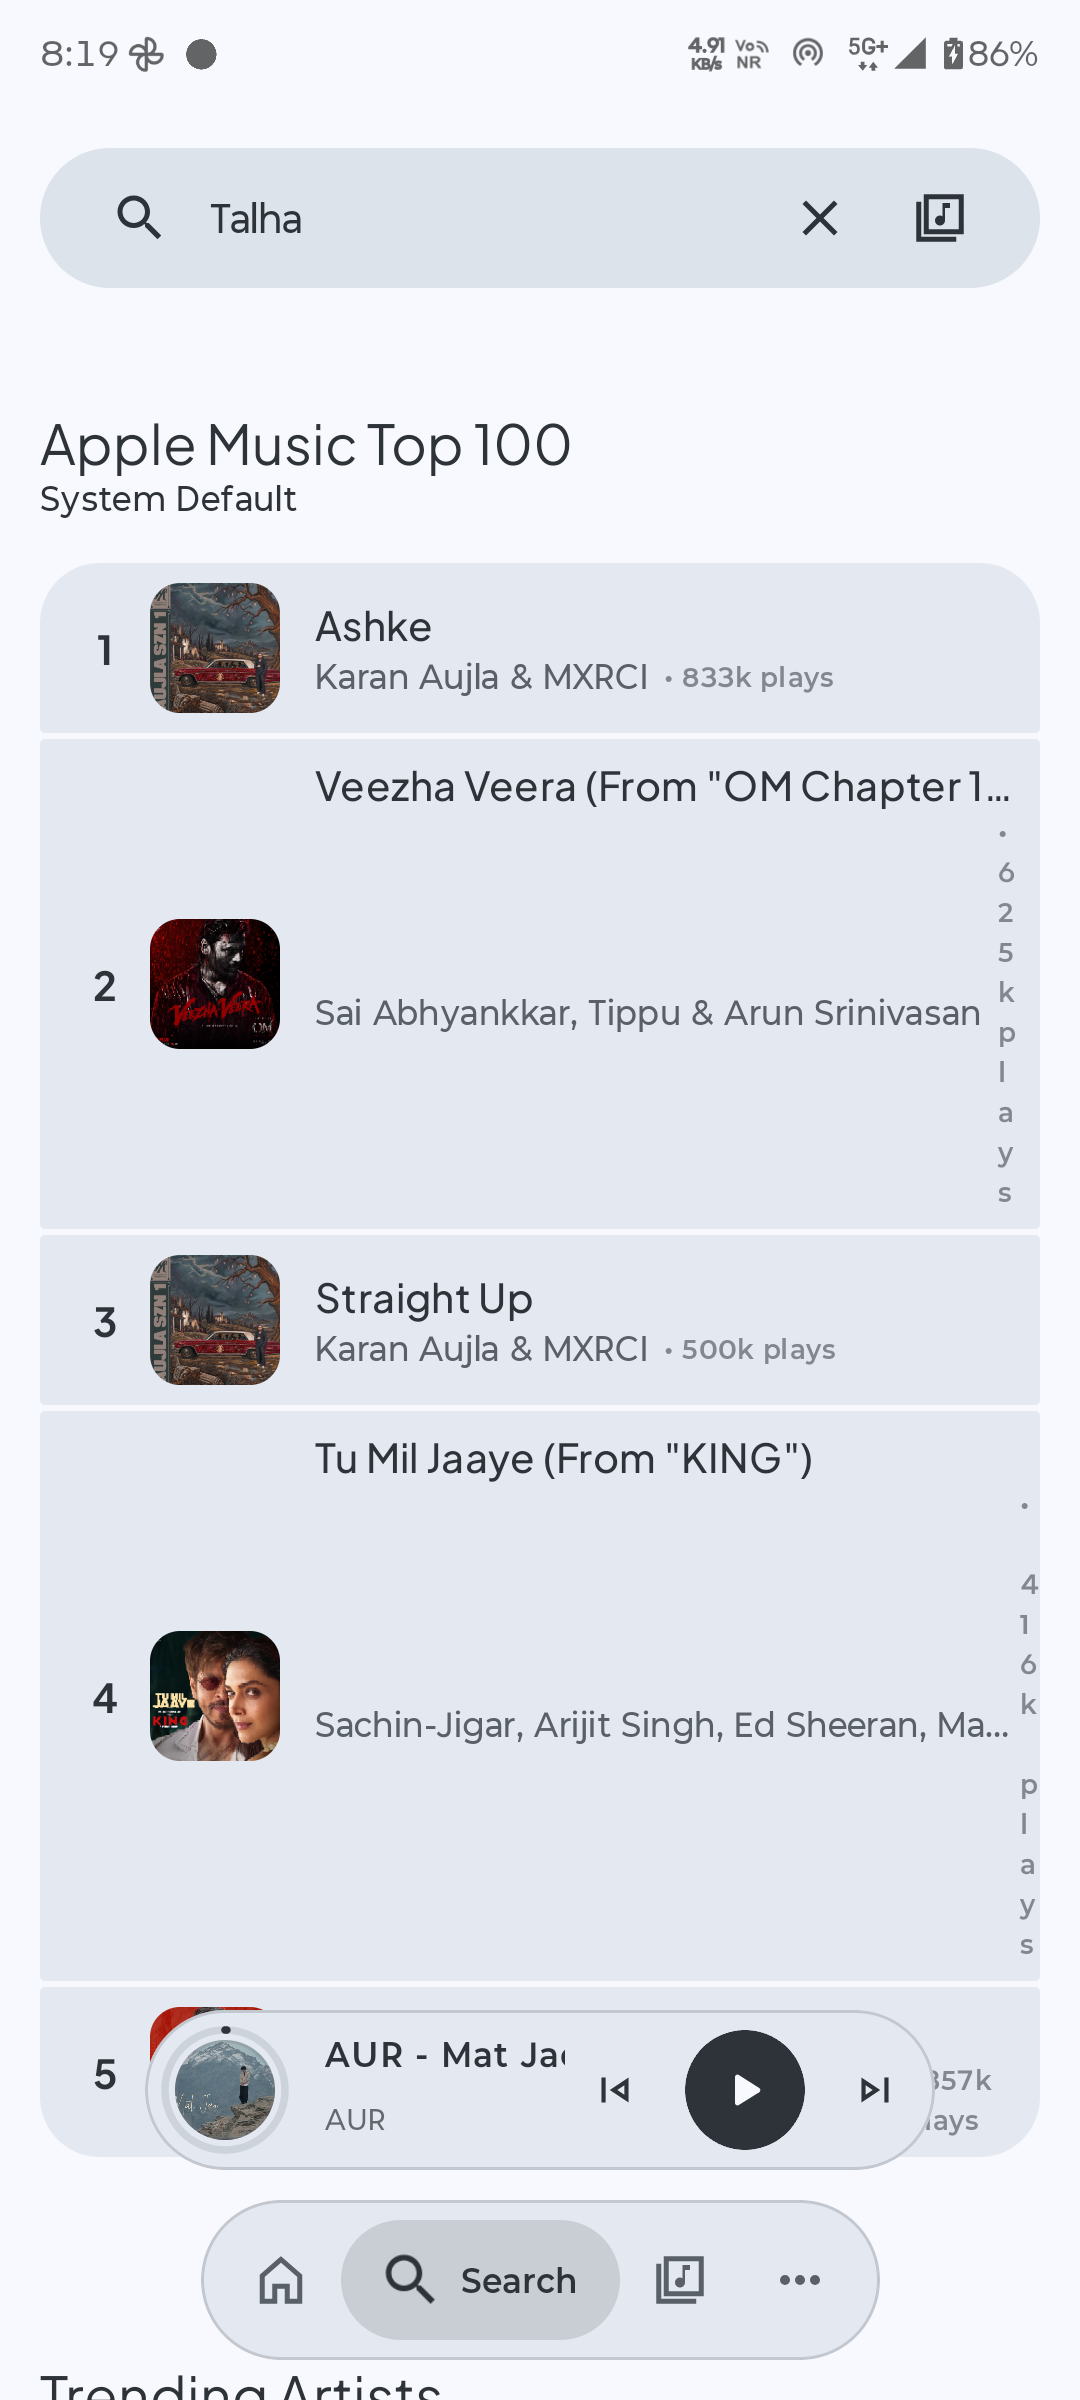 8:19
4.91 KB/s
Vo NR
5G+
86%
Talha
Apple Music Top 100
System Default
1
Ashke
Karan Aujla & MXRCI • 833k plays
2
Veezha Veera (From "OM Chapter 1...
Sai Abhyankkar, Tippu & Arun Srinivasan
• 625k plays
3
Straight Up
Karan Aujla & MXRCI • 500k plays
4
Tu Mil Jaaye (From "KING")
Sachin-Jigar, Arijit Singh, Ed Sheeran, Ma...
• 416k plays
5
AUR - Mat Ja
AUR
357k
lays
Search
Trending Artists